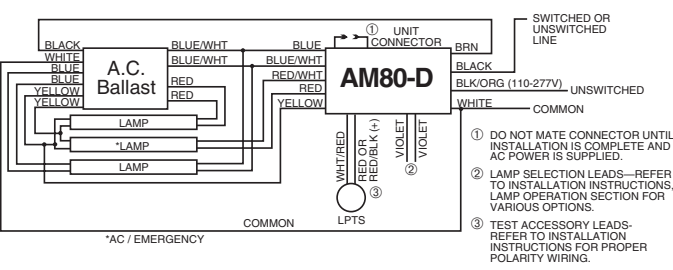 BLACK
WHITE
BLUE
BLUE
YELLOW
YELLOW
A.C.
Ballast
BLUE/WHT
BLUE/WHT
RED
RED
LAMP
*LAMP
LAMP
BLUE
BLUE/WHT
RED/WHT
RED
YELLOW
① UNIT
CONNECTOR
AM80-D
BRN
BLACK
BLK/ORG (110-277V)
WHITE
SWITCHED OR
UNSWITCHED
LINE
UNSWITCHED
COMMON
WHT/RED
RED OR
RED/BLK (+)
VIOLET
VIOLET
②
③
LPTS
COMMON
*AC / EMERGENCY
① DO NOT MATE CONNECTOR UNTIL
INSTALLATION IS COMPLETE AND
AC POWER IS SUPPLIED.
② LAMP SELECTION LEADS—REFER
TO INSTALLATION INSTRUCTIONS,
LAMP OPERATION SECTION FOR
VARIOUS OPTIONS.
③ TEST ACCESSORY LEADS-
REFER TO INSTALLATION
INSTRUCTIONS FOR PROPER
POLARITY WIRING.